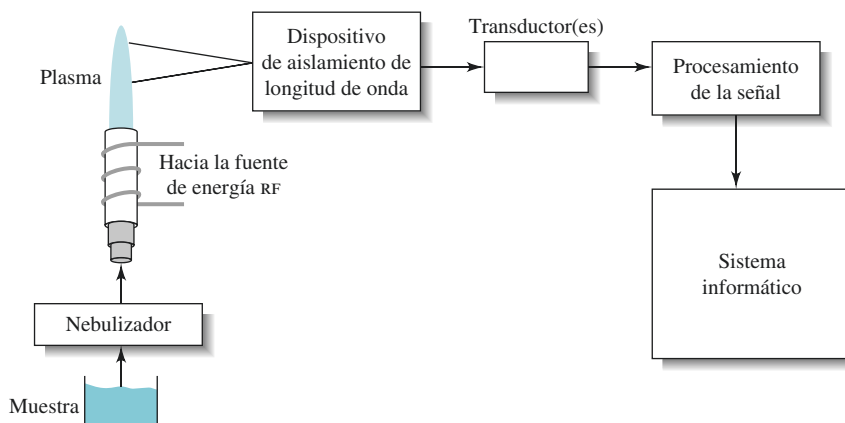 Transductor(es)
Dispositivo
de aislamiento de
longitud de onda
Procesamiento
de la señal
Plasma
Hacia la fuente
de energía RF
Sistema
informático
Nebulizador
Muestra